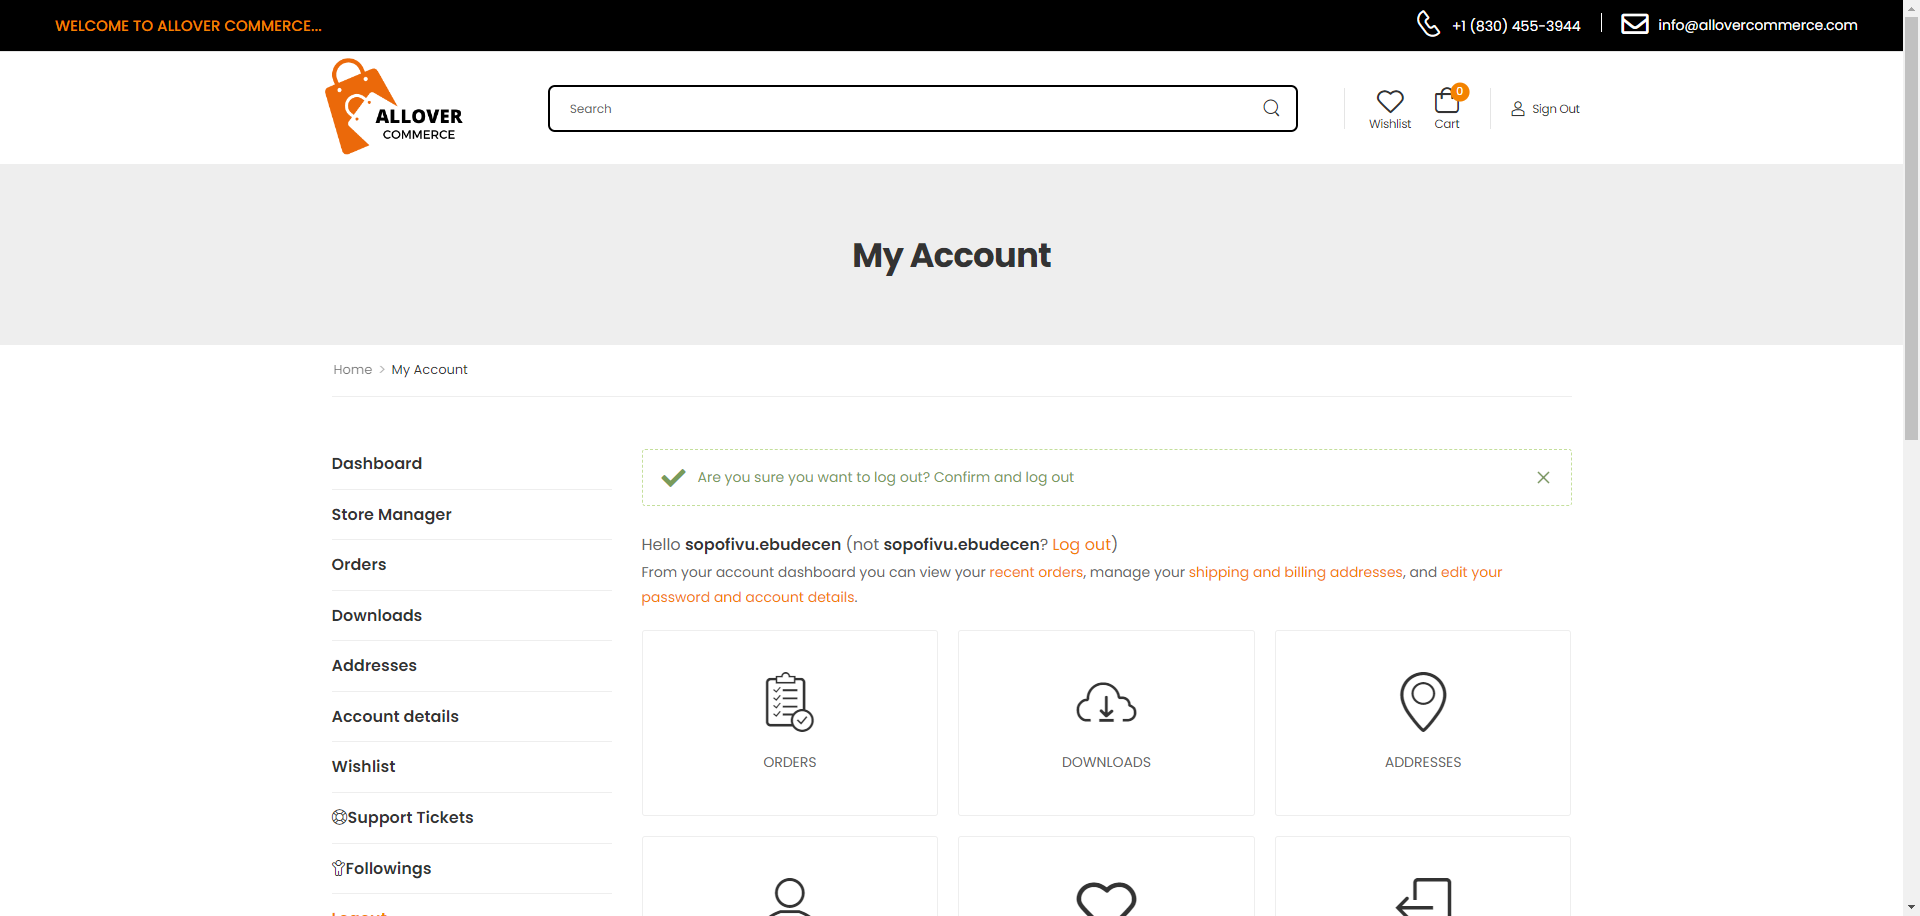 WELCOME TO ALLOVER COMMERCE...
+1 (830) 455-3944
info@allovercommerce.com
ALLOVER
COMMERCE
Search
Wishlist
0
Cart
Sign Out
My Account
Home > My Account
Dashboard
Store Manager
Orders
Downloads
Addresses
Account details
Wishlist
Support Tickets
Followings
Logout
Are you sure you want to log out? Confirm and log out
Hello sopofivu.ebudecen (not sopofivu.ebudecen? Log out)
From your account dashboard you can view your recent orders, manage your shipping and billing addresses, and edit your
password and account details.
ORDERS
DOWNLOADS
ADDRESSES